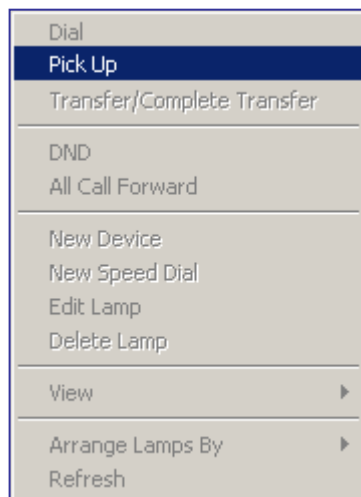 Dial
Pick Up
Transfer/Complete Transfer
DND
All Call Forward
New Device
New Speed Dial
Edit Lamp
Delete Lamp
View
Arrange Lamps By
Refresh